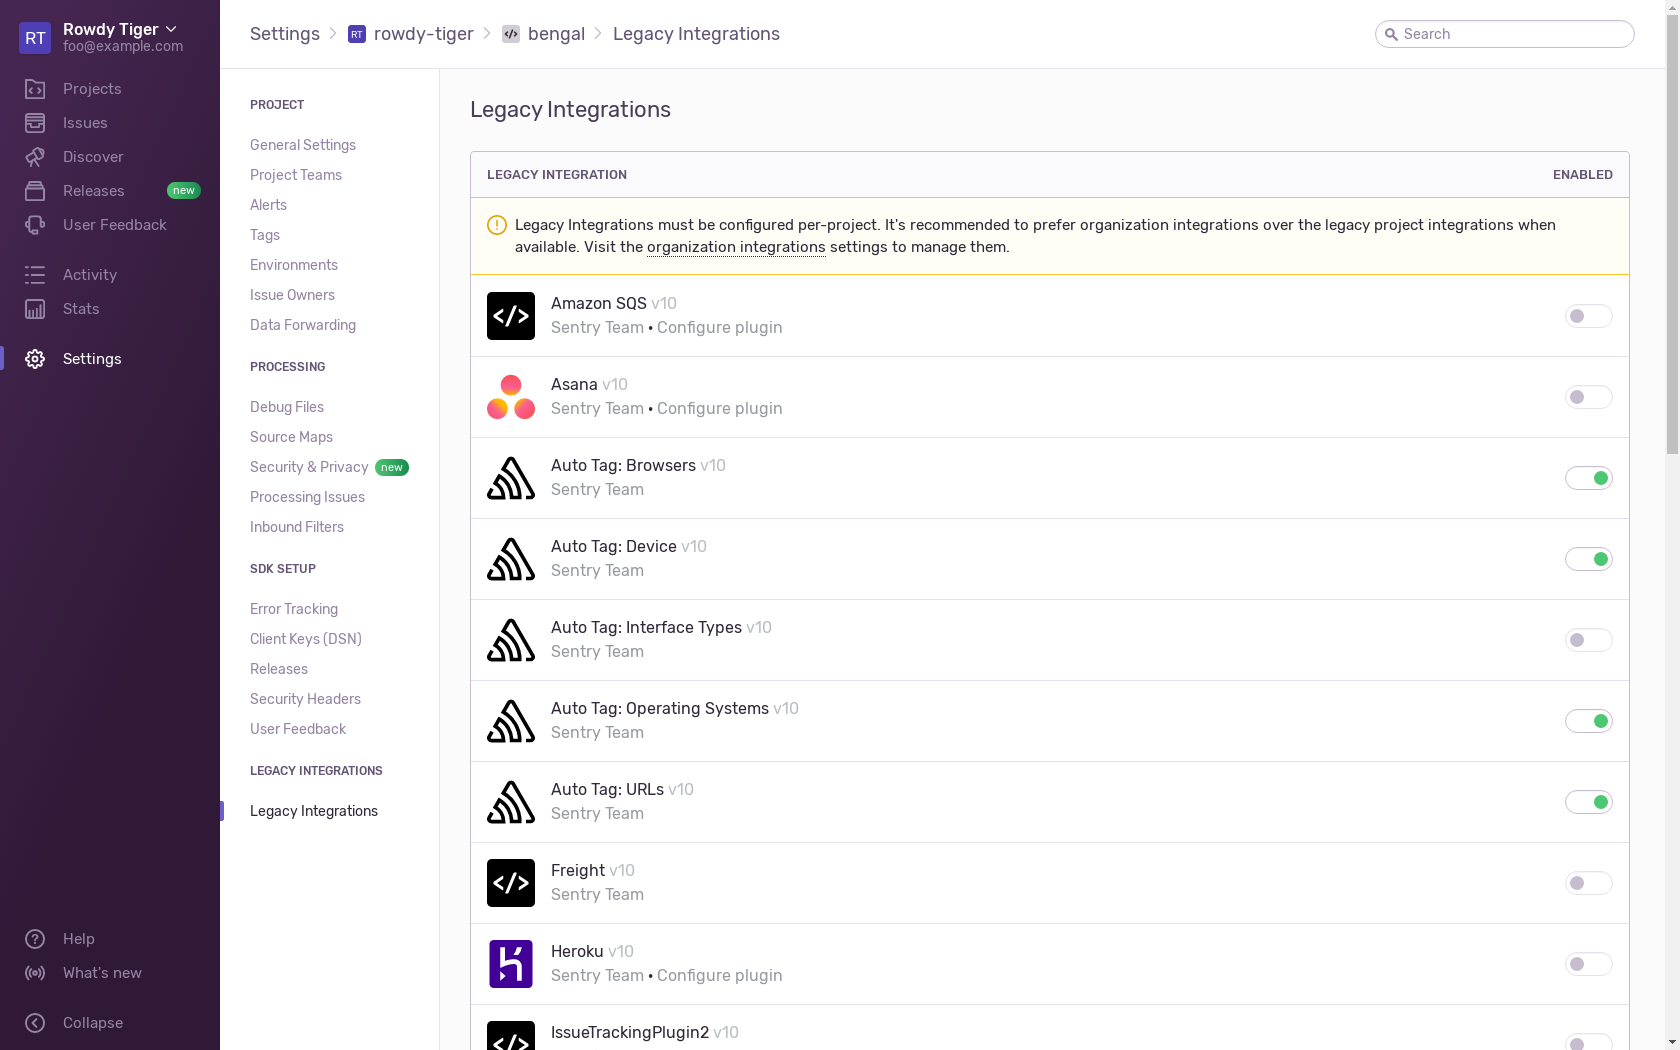 RT
Rowdy Tiger
foo@example.com
Projects
Issues
Discover
Releases new
User Feedback
Activity
Stats
Settings
Help
What's new
Collapse
Settings RT rowdy-tiger bengal Legacy Integrations
Search
PROJECT
General Settings
Project Teams
Alerts
Tags
Environments
Issue Owners
Data Forwarding
PROCESSING
Debug Files
Source Maps
Security & Privacy new
Processing Issues
Inbound Filters
SDK SETUP
Error Tracking
Client Keys (DSN)
Releases
Security Headers
User Feedback
LEGACY INTEGRATIONS
Legacy Integrations
Legacy Integrations
LEGACY INTEGRATION ENABLED
Legacy Integrations must be configured per-project. It's recommended to prefer organization integrations over the legacy project integrations when
available. Visit the organization integrations settings to manage them.
Amazon SQS v10
Sentry Team • Configure plugin
Asana v10
Sentry Team • Configure plugin
Auto Tag: Browsers v10
Sentry Team
Auto Tag: Device v10
Sentry Team
Auto Tag: Interface Types v10
Sentry Team
Auto Tag: Operating Systems v10
Sentry Team
Auto Tag: URLs v10
Sentry Team
Freight v10
Sentry Team
Heroku v10
Sentry Team • Configure plugin
IssueTrackingPlugin2 v10